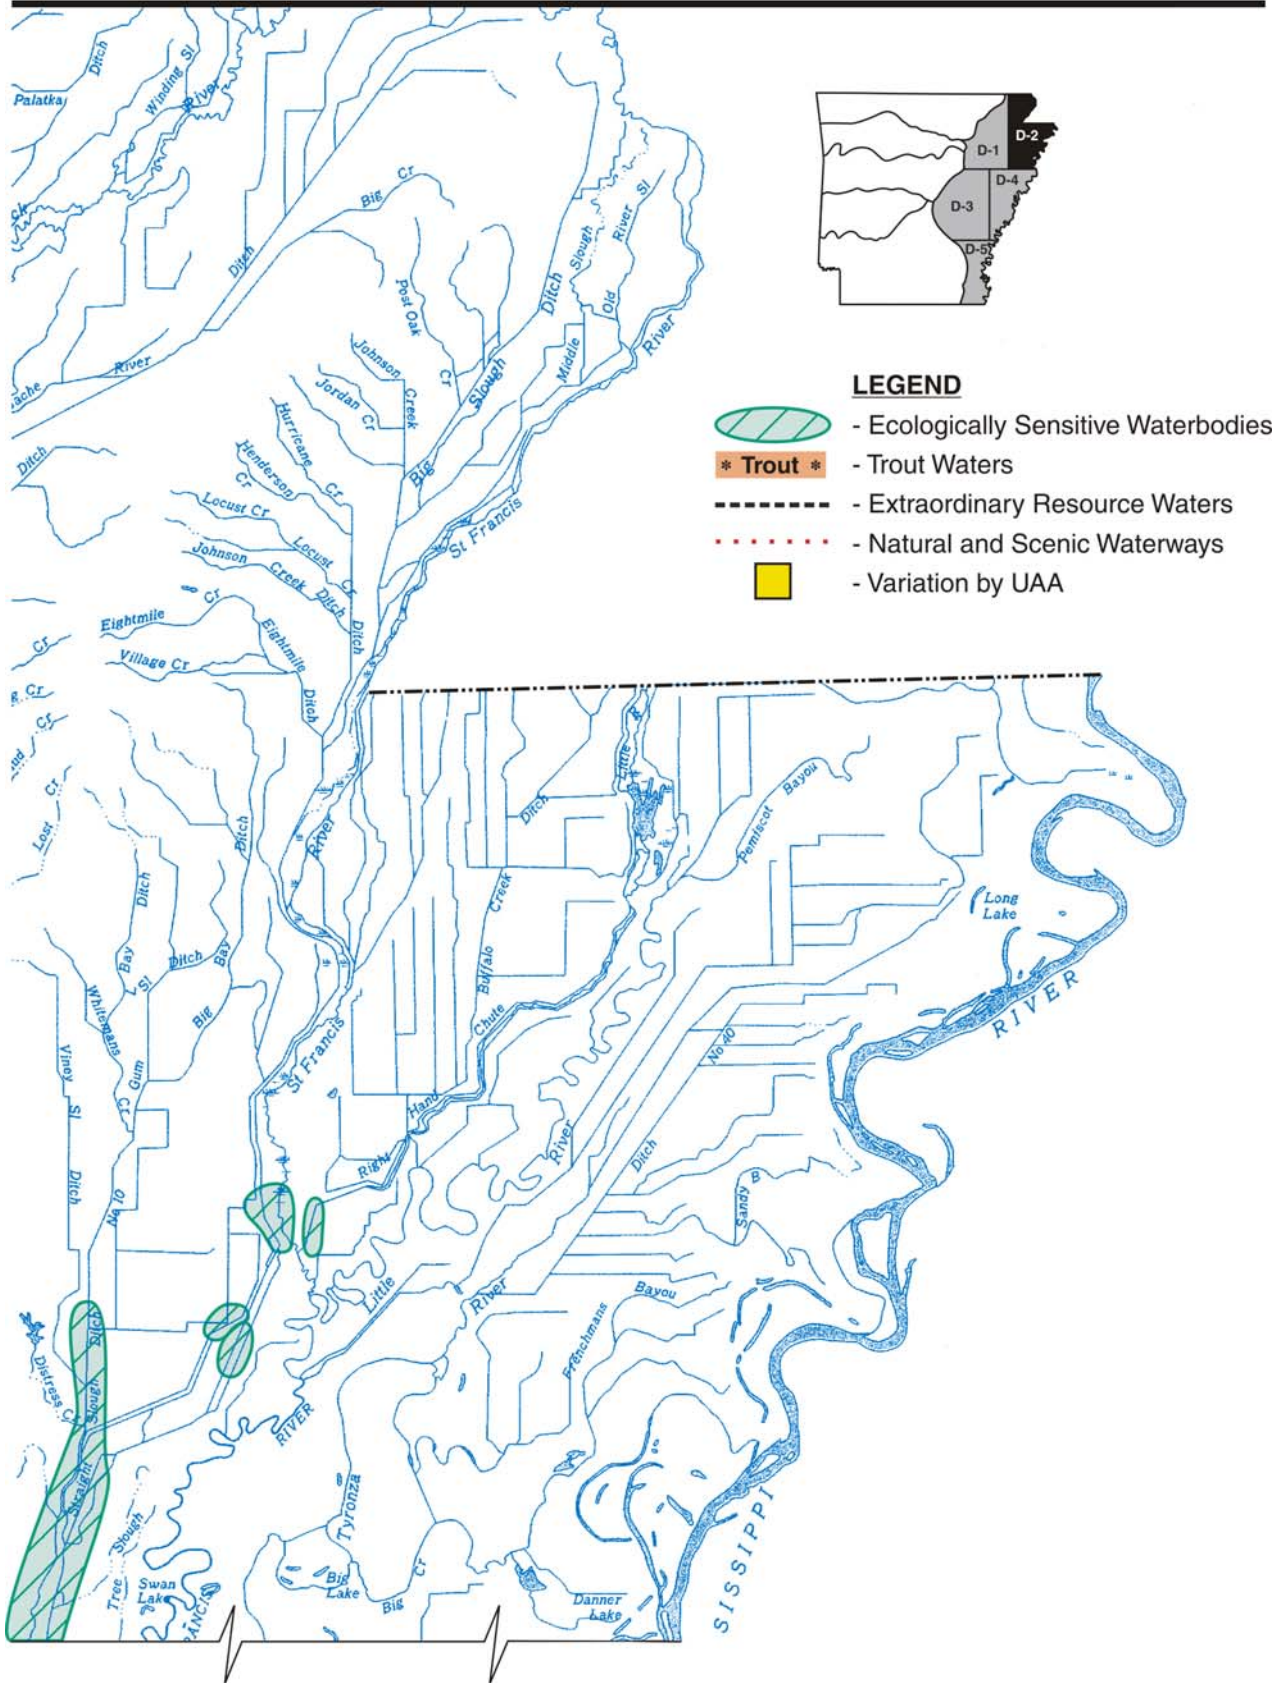 Ditch
Winding Sl
River
Palatka
D-2
D-1
D-4
D-3
D-5
Big Cr
River Sl
Slough
Old
Ditch
Ditch
Post Oak
Cr
Middle
River
Johnson
Creek
Jordan Cr
Slough
River
ache
LEGEND
- Ecologically Sensitive Waterbodies
* Trout * - Trout Waters
- Extraordinary Resource Waters
- Natural and Scenic Waterways
- Variation by UAA
Hurricane
Cr
Henderson
Cr
Big
Ditch
Locust Cr
Locust
Cr
St Francis
Johnson
Creek
Ditch
Ditch
Cr
Eightmile
Eightmile
Ditch
Village Cr
Cr
Cr
Cr
Little
Ditch
Pemiscot
Bayou
Lost
Cr
Ditch
River
Ditch
Creek
Long
Lake
Bay
Ditch
Bay
Sl
Buffalo
Whitemans
Cr
Gum
Big
Chute
RIVER
St Francis
No 40
Viney
Sl
Ditch
Hand
Right
River
Ditch
No 10
Sandy
B
Little
River
Bayou
Frenchmans
Ditch
Distress Cr
Slough
RIVER
Straight
Tyronza
Slough
Tree
Swan
Lake
ANCIS
Big
Lake
Big
Cr
Danner
Lake
SISSIPPI